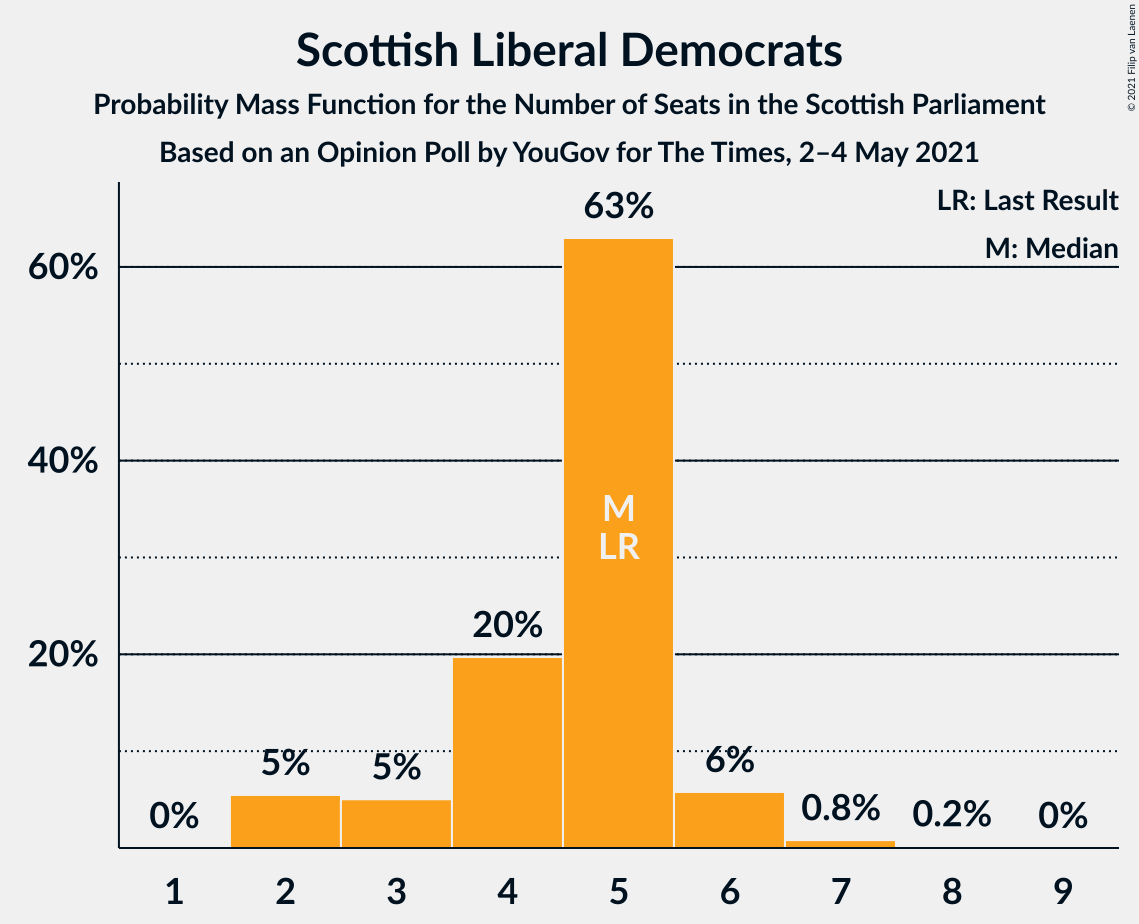 Scottish Liberal Democrats
Probability Mass Function for the Number of Seats in the Scottish Parliament
Based on an Opinion Poll by YouGov for The Times, 2–4 May 2021
© 2021 Filip van Laenen
LR: Last Result
M: Median
63%
60%
40%
M
LR
20%
20%
5%
5%
6%
0%
0.8%
0.2%
0%
1 2 3 4 5 6 7 8 9